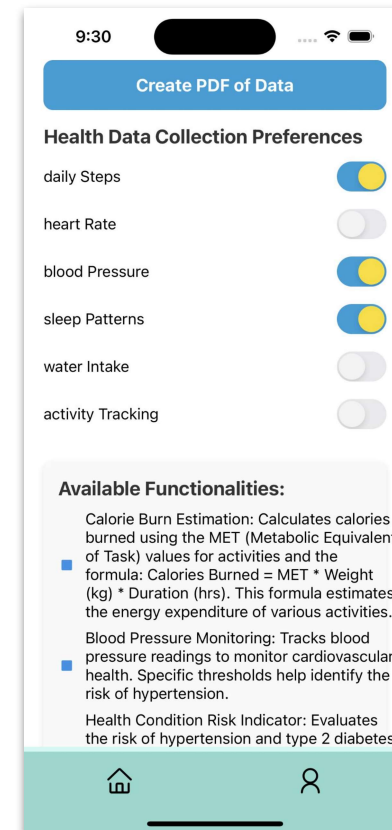 9:30
Create PDF of Data
Health Data Collection Preferences
daily Steps
heart Rate
blood Pressure
sleep Patterns
water Intake
activity Tracking
Available Functionalities:
Calorie Burn Estimation: Calculates calories
burned using the MET (Metabolic Equivalent
of Task) values for activities and the
formula: Calories Burned = MET * Weight
(kg) * Duration (hrs). This formula estimates
the energy expenditure of various activities.
Blood Pressure Monitoring: Tracks blood
pressure readings to monitor cardiovascular
health. Specific thresholds help identify the
risk of hypertension.
Health Condition Risk Indicator: Evaluates
the risk of hypertension and type 2 diabetes